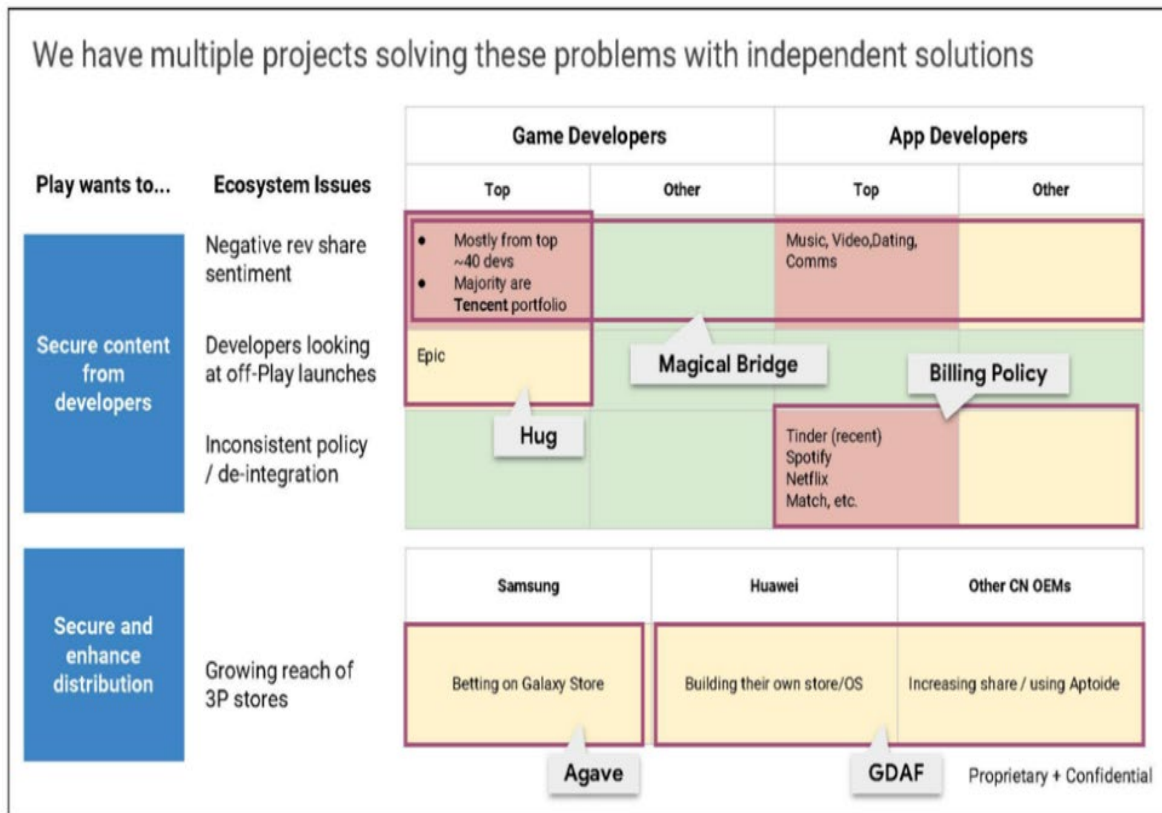 We have multiple projects solving these problems with independent solutions
Game Developers
App Developers
Play wants to...
Ecosystem Issues
Top
Other
Top
Other
Secure content
from
developers
Negative rev share
sentiment
● Mostly from top
~40 devs
● Majority are
Tencent portfolio
Music, Video,Dating,
Comms
Developers looking
at off-Play launches
Epic
Magical Bridge
Billing Policy
Hug
Inconsistent policy
/ de-integration
Tinder (recent)
Spotify
Netflix
Match, etc.
Samsung
Huawei
Other CN OEMs
Secure and
enhance
distribution
Growing reach of
3P stores
Betting on Galaxy Store
Building their own store/OS
Increasing share / using Aptoide
Agave
GDAF
Proprietary + Confidential